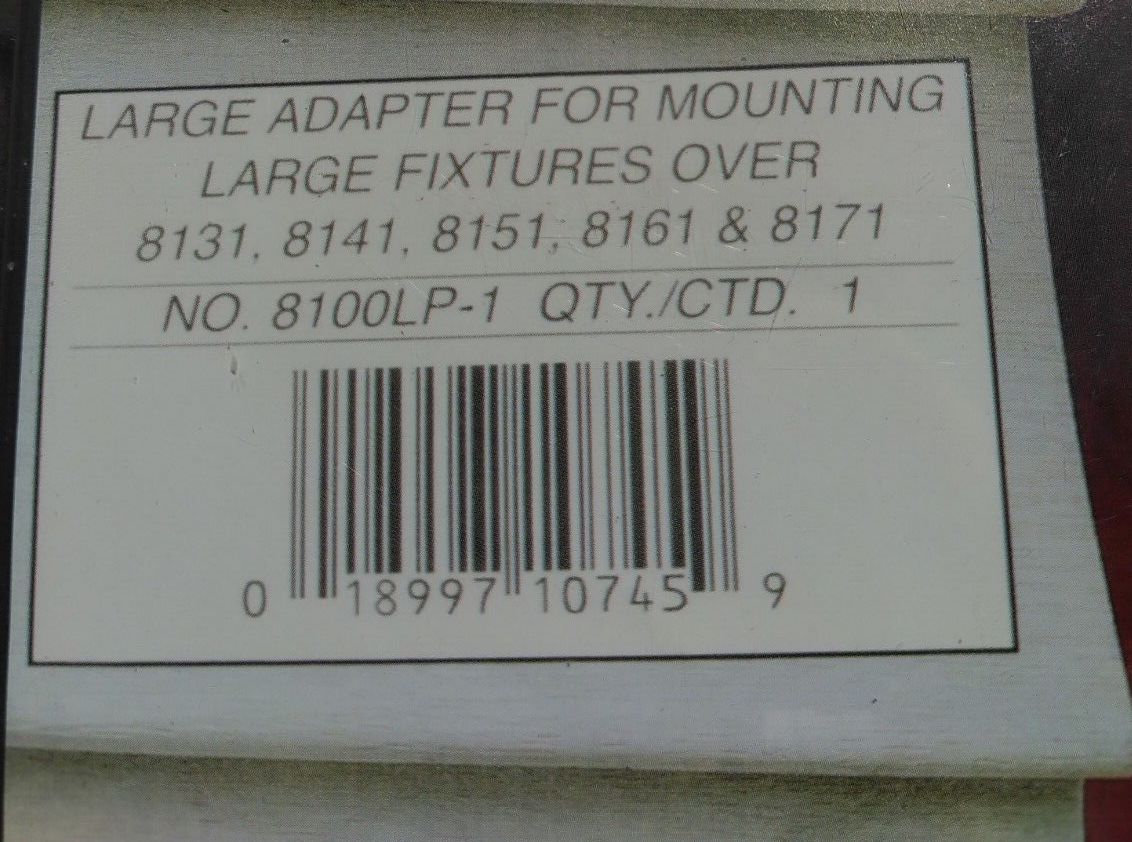 LARGE ADAPTER FOR MOUNTING
LARGE FIXTURES OVER
8131, 8141, 8151, 8161 & 8171
NO. 8100LP-1 QTY./CTD. 1
0 18997 10745 9